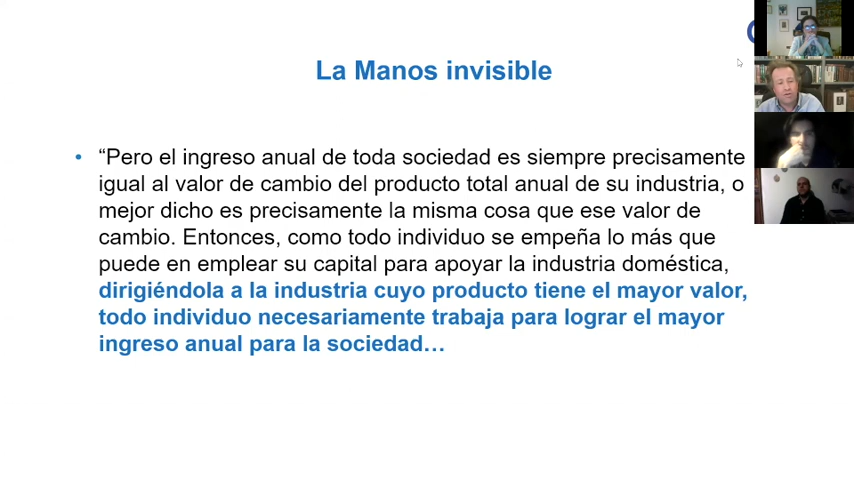 La Manos invisible
• “Pero el ingreso anual de toda sociedad es siempre precisamente
igual al valor de cambio del producto total anual de su industria, o
mejor dicho es precisamente la misma cosa que ese valor de
cambio. Entonces, como todo individuo se empeña lo más que
puede en emplear su capital para apoyar la industria doméstica,
dirigiéndola a la industria cuyo producto tiene el mayor valor,
todo individuo necesariamente trabaja para lograr el mayor
ingreso anual para la sociedad…